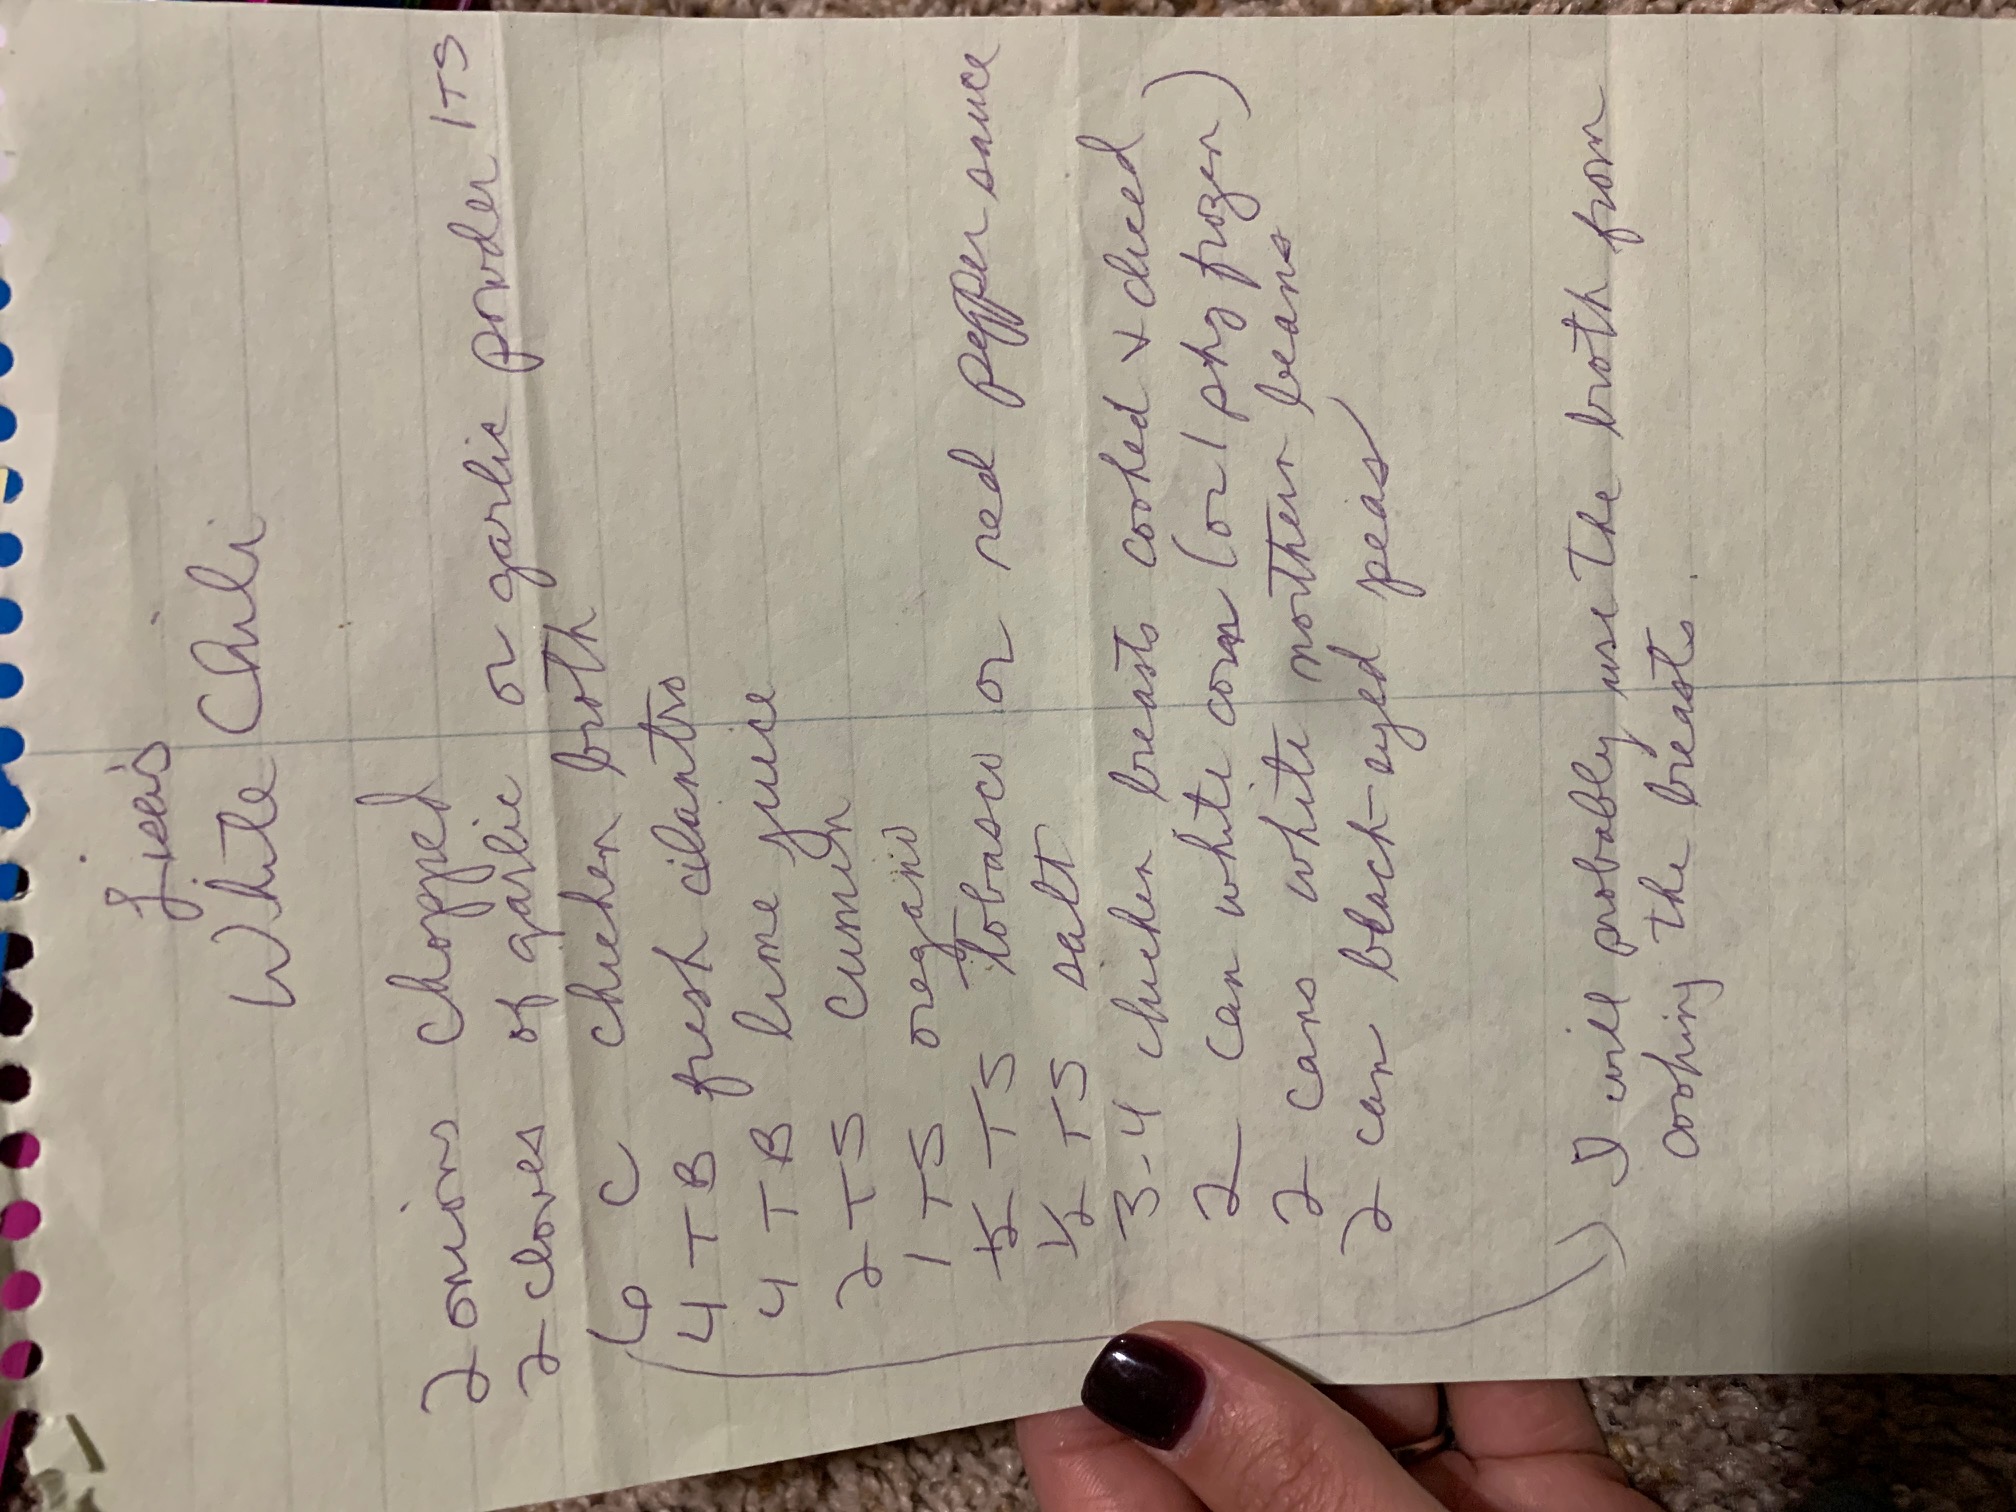 Lisa's
White Chili
2 onions chopped
2 cloves of garlic or garlic powder 1 TS
6 C chicken broth
4 TB fresh cilantro
4 TB lime juice
2 TS cumin
1 TS oregano
1/2 TS tobasco or red pepper sauce
1/2 TS salt
3-4 chicken breasts cooked & diced
2 can white corn (or 1 pkg frozen)
2 cans white northern beans
2 can black-eyed peas
I will probably use the broth from
cooking the breasts.